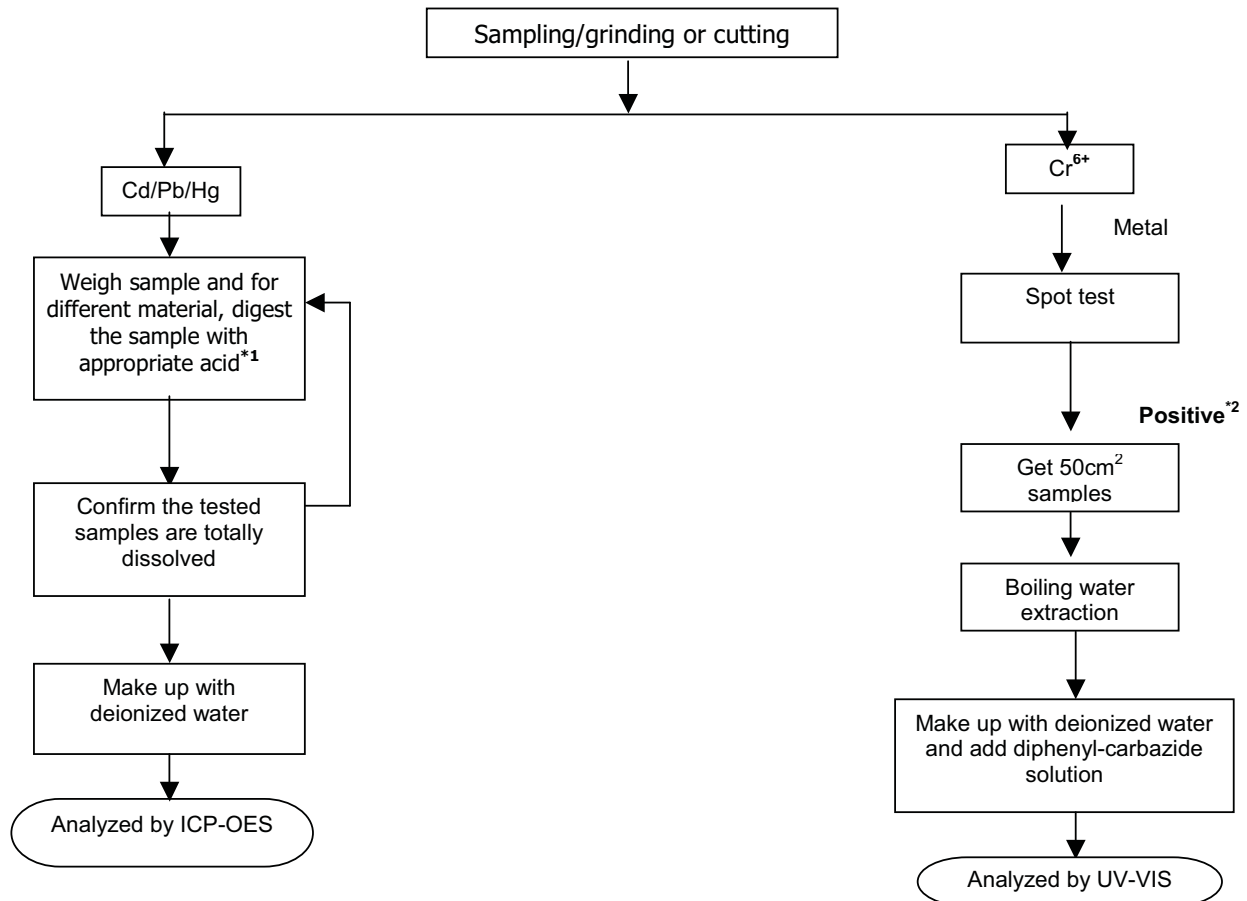 Sampling/grinding or cutting
Cd/Pb/Hg
Weigh sample and for
different material, digest
the sample with
appropriate acid*1
Confirm the tested
samples are totally
dissolved
Make up with
deionized water
Analyzed by ICP-OES
Cr6+
Metal
Spot test
Positive*2
Get 50cm2
samples
Boiling water
extraction
Make up with deionized water
and add diphenyl-carbazide
solution
Analyzed by UV-VIS